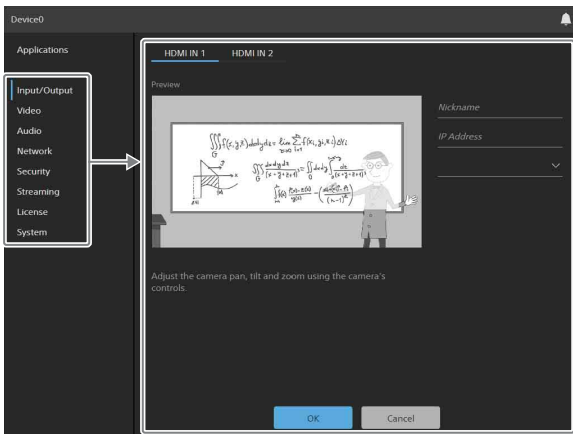 Device0
Applications
Input/Output
Video
Audio
Network
Security
Streaming
License
System
HDMI IN 1
HDMI IN 2
Preview
Nickname
IP Address
Adjust the camera pan, tilt and zoom using the camera's
controls.
OK
Cancel